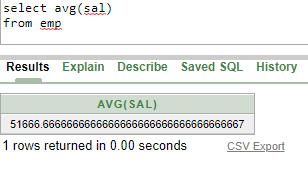 select avg(sal)
from emp
Results Explain Describe Saved SQL History
AVG(SAL)
51666.6666666666666666666666666666666667
1 rows returned in 0.00 seconds CSV Export